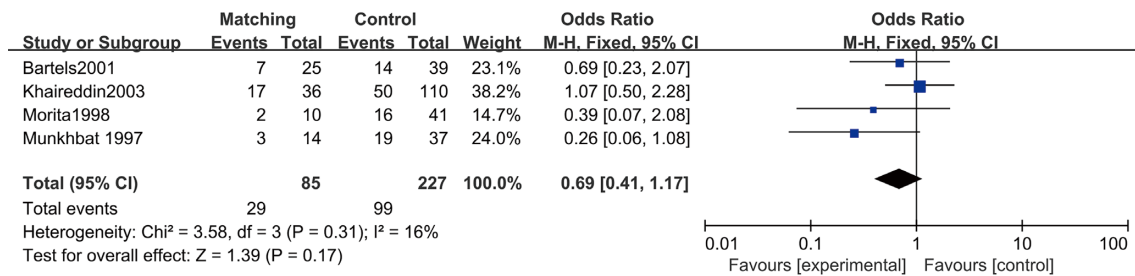 Matching Control Odds Ratio Odds Ratio
Study or Subgroup Events Total Events Total Weight M-H, Fixed, 95% CI M-H, Fixed, 95% CI
Bartels2001 7 25 14 39 23.1% 0.69 [0.23, 2.07]
Khaireddin2003 17 36 50 110 38.2% 1.07 [0.50, 2.28]
Morita1998 2 10 16 41 14.7% 0.39 [0.07, 2.08]
Munkhbat 1997 3 14 19 37 24.0% 0.26 [0.06, 1.08]
Total (95% CI) 85 227 100.0% 0.69 [0.41, 1.17]
Total events 29 99
Heterogeneity: Chi² = 3.58, df = 3 (P = 0.31); I² = 16%
Test for overall effect: Z = 1.39 (P = 0.17)
0.01 0.1 1 10 100
Favours [experimental] Favours [control]